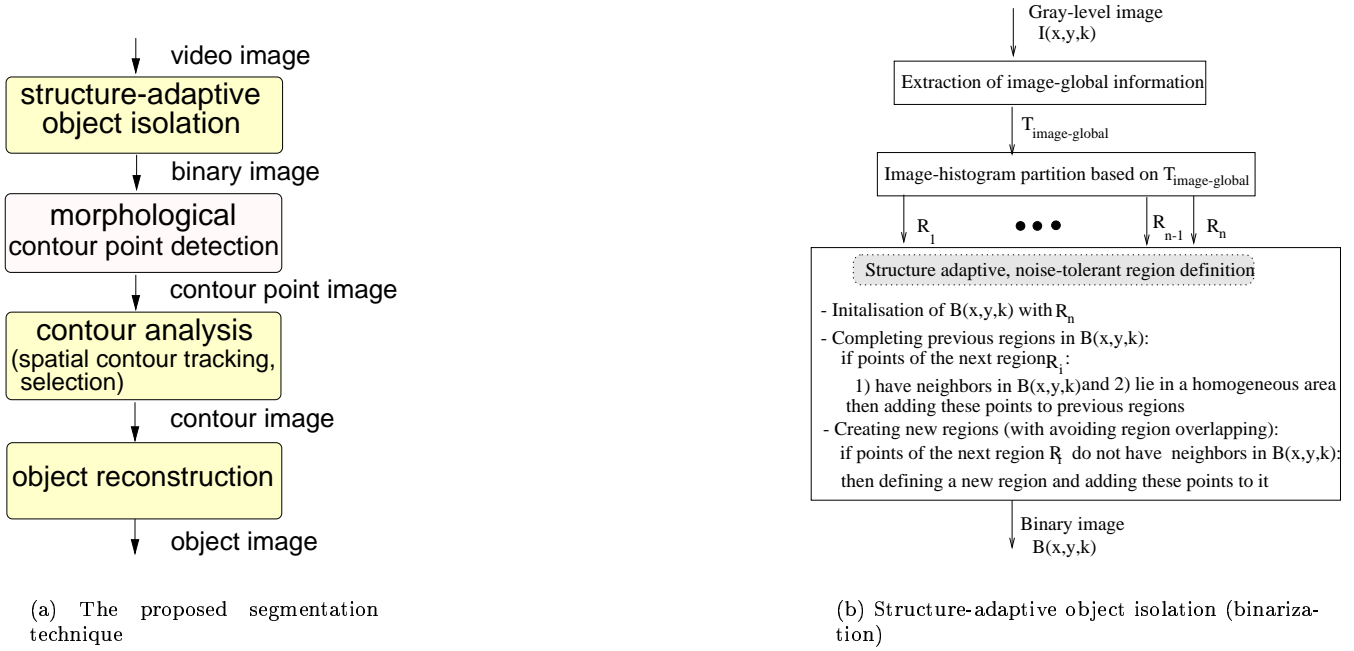 video image
structure-adaptive
object isolation
binary image
morphological
contour point detection
contour point image
contour analysis
(spatial contour tracking,
selection)
contour image
object reconstruction
object image
(a) The proposed segmentation
technique
Gray-level image
I(x,y,k)
Extraction of image-global information
T image-global
Image-histogram partition based on T image-global
R 1 ••• R n-1 R n
Structure adaptive, noise-tolerant region definition
- Initalisation of B(x,y,k) with R n
- Completing previous regions in B(x,y,k):
if points of the next region R i :
1) have neighbors in B(x,y,k) and 2) lie in a homogeneous area
then adding these points to previous regions
- Creating new regions (with avoiding region overlapping):
if points of the next region R i do not have neighbors in B(x,y,k):
then defining a new region and adding these points to it
Binary image
B(x,y,k)
(b) Structure-adaptive object isolation (binariza-
tion)